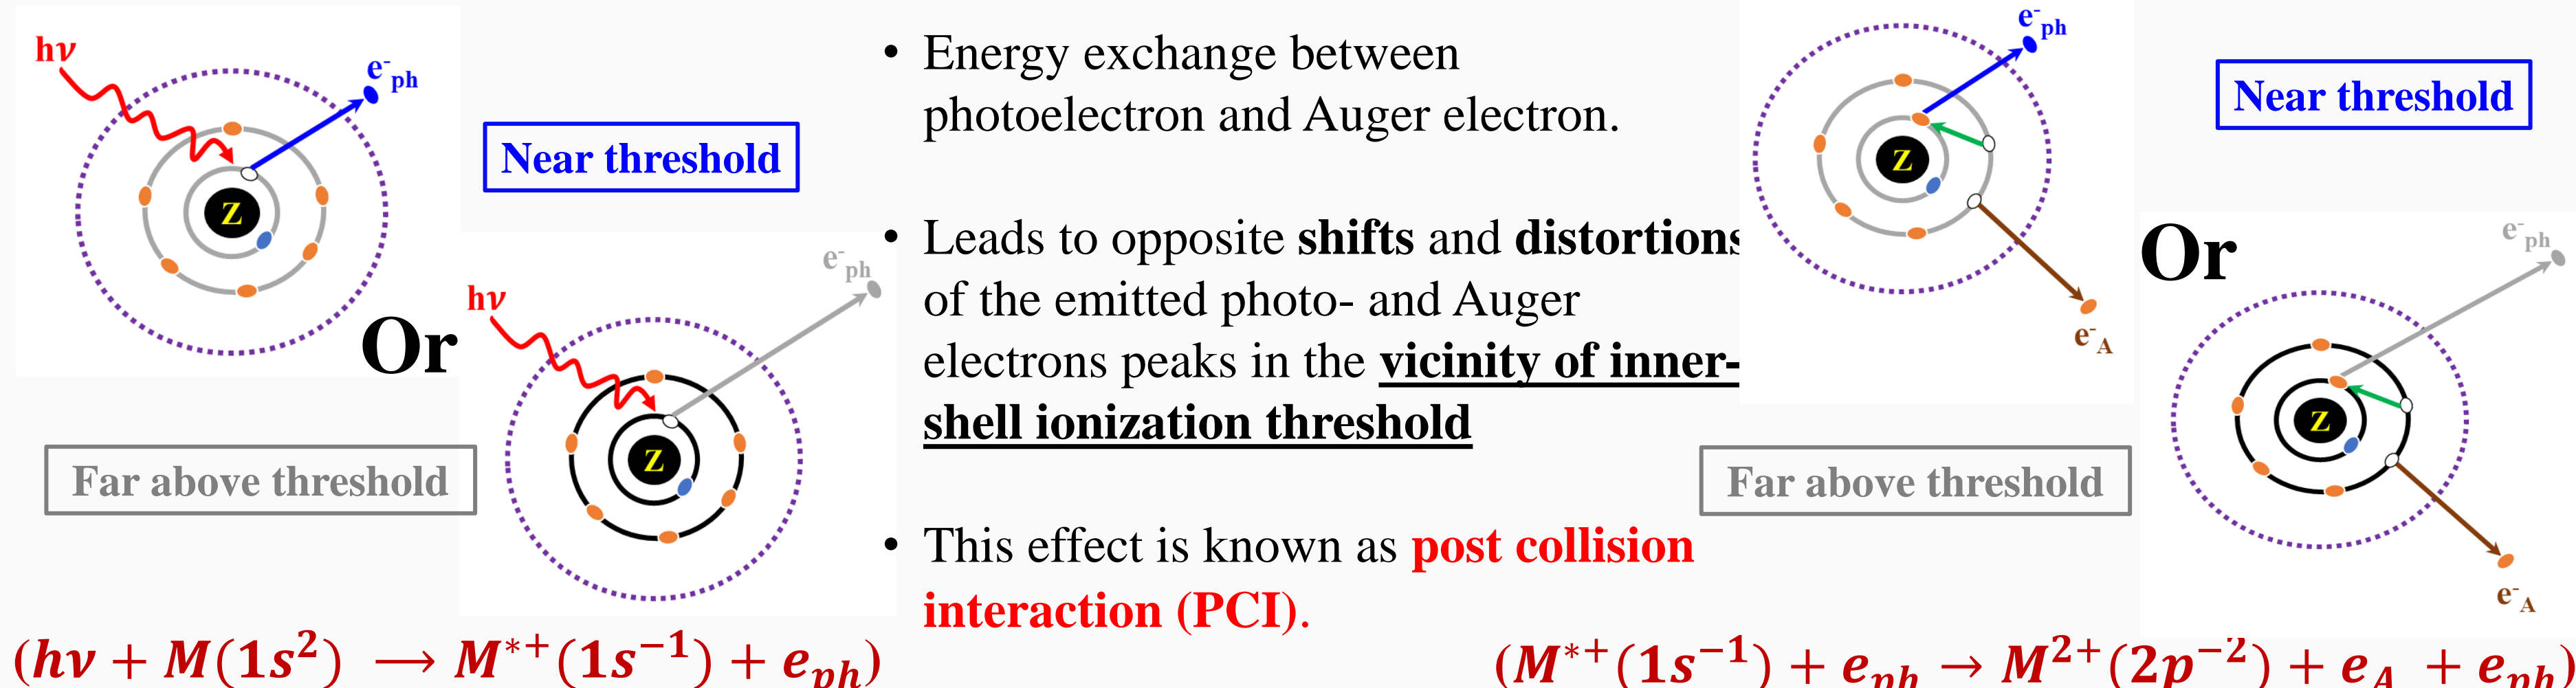 hν
e⁻ph
Z
Near threshold
Or
hν
e⁻ph
Z
Far above threshold
• Energy exchange between
photoelectron and Auger electron.
• Leads to opposite shifts and distortions
of the emitted photo- and Auger
electrons peaks in the vicinity of inner-
shell ionization threshold
• This effect is known as post collision
interaction (PCI).
e⁻ph
Z
e⁻A
Near threshold
Or
e⁻ph
Z
e⁻A
Far above threshold
(hν + M(1s²) → M*⁺(1s⁻¹) + eph)
(M*⁺(1s⁻¹) + eph → M²⁺(2p⁻²) + eA + eph)